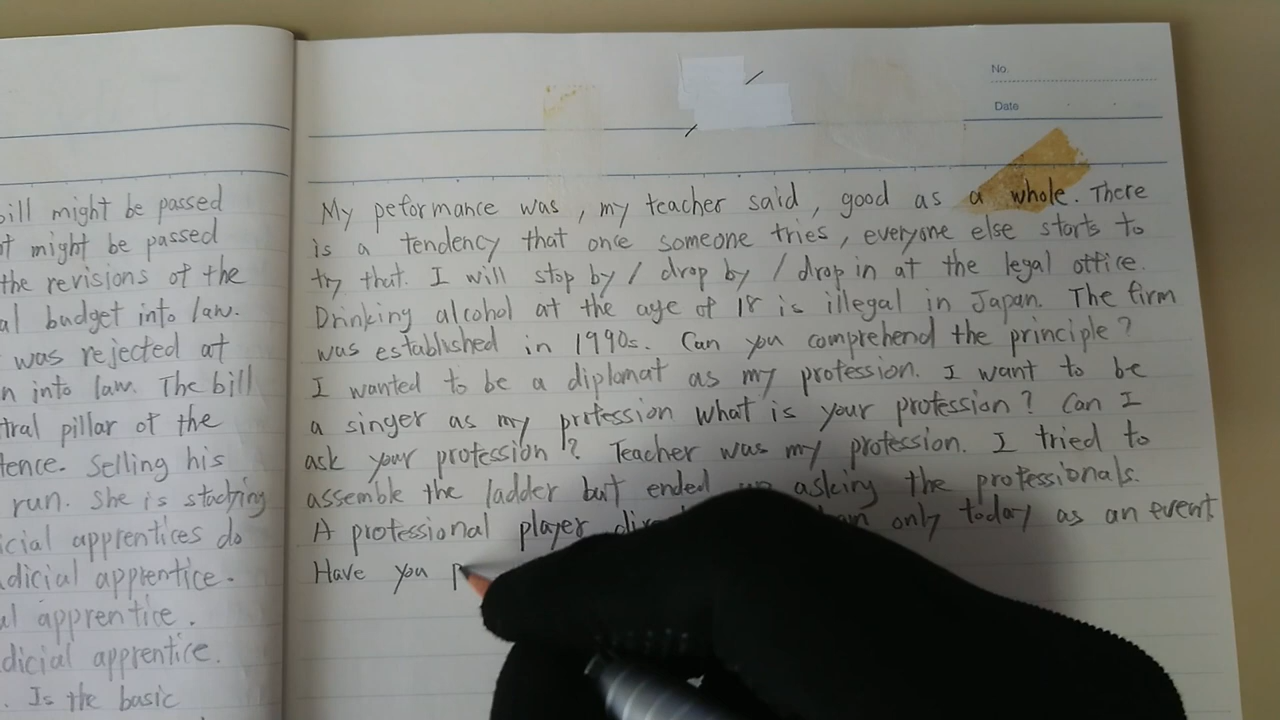 No.
Date
bill might be passed
might be passed
the revisions of the
budget into law.
was rejected at
into law. The bill
pillar of the
Selling his
run. She is studying
apprentices do
apprentice.
apprentice.
apprentice.
. Is the basic
My peformance was, my teacher said, good as a whole. There
is a tendency that once someone tries, everyone else starts to
try that. I will stop by / drop by / drop in at the legal office.
Drinking alcohol at the age of 18 is illegal in Japan. The firm
was established in 1990s. Can you comprehend the principle?
I wanted to be a diplomat as my profession. I want to be
a singer as my profession what is your profession? Can I
ask your profession? Teacher was my profession. I tried to
assemble the ladder but ended up asking the professionals.
A professional player only today as an event
Have you p